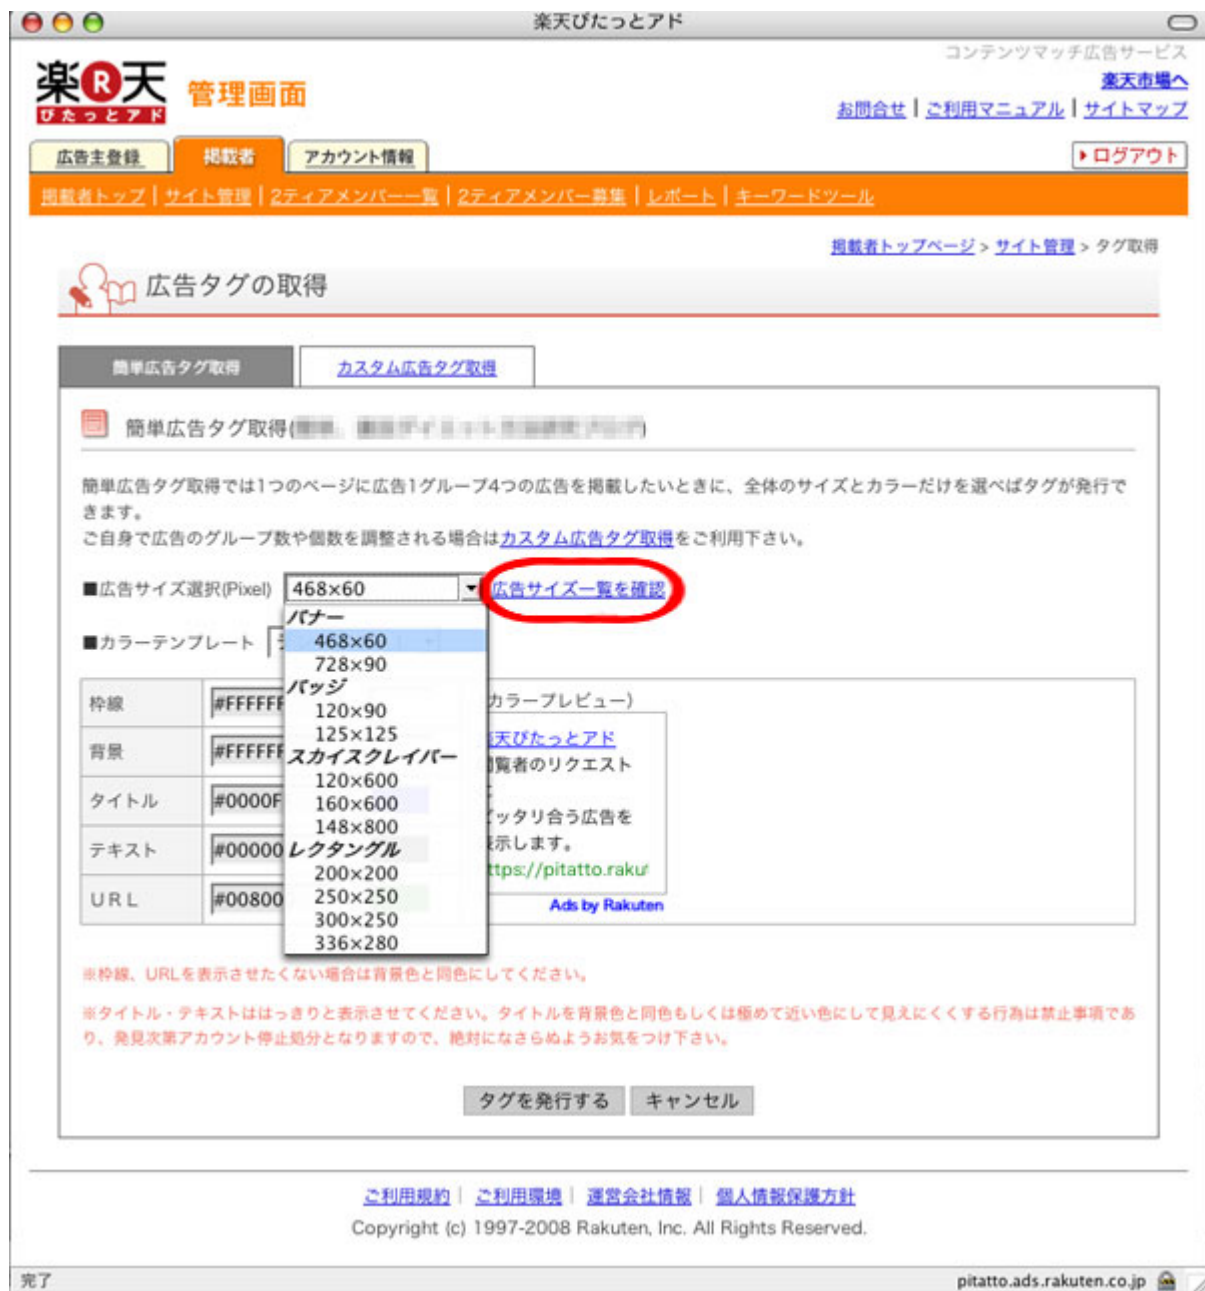 楽天ぴたっとアド
コンテンツマッチ広告サービス
楽天 管理画面
ぴたっとアド
楽天市場へ
お問合せ | ご利用マニュアル | サイトマップ
広告主登録 掲載者 アカウント情報
ログアウト
掲載者トップ | サイト管理 | 2ティアメンバー一覧 | 2ティアメンバー募集 | レポート | キーワードツール
掲載者トップページ > サイト管理 > タグ取得
広告タグの取得
簡単広告タグ取得 カスタム広告タグ取得
簡単広告タグ取得(
簡単広告タグ取得では1つのページに広告1グループ4つの広告を掲載したいときに、全体のサイズとカラーだけを選べばタグが発行で
きます。
ご自身で広告のグループ数や個数を調整される場合はカスタム広告タグ取得をご利用下さい。
■広告サイズ選択(Pixel) 468×60 広告サイズ一覧を確認
■カラーテンプレート
バナー
468×60
728×90
バッジ
120×90
125×125
スカイスクレイパー
120×600
160×600
148×800
レクタングル
200×200
250×250
300×250
336×280
枠線 #FFFFFF
背景 #FFFFFF
タイトル #0000F
テキスト #00000
URL #00800
カラープレビュー)
天ぴたっとアド
覧者のリクエスト
ッタリ合う広告を
示します。
ttps://pitatto.raku
Ads by Rakuten
※枠線、URLを表示させたくない場合は背景色と同色にしてください。
※タイトル・テキストははっきりと表示させてください。タイトルを背景色と同色もしくは極めて近い色にして見えにくくする行為は禁止事項であ
り、発見次第アカウント停止処分となりますので、絶対になさらぬようお気をつけ下さい。
タグを発行する キャンセル
ご利用規約 | ご利用環境 | 運営会社情報 | 個人情報保護方針
Copyright (c) 1997-2008 Rakuten, Inc. All Rights Reserved.
完了 pitatto.ads.rakuten.co.jp